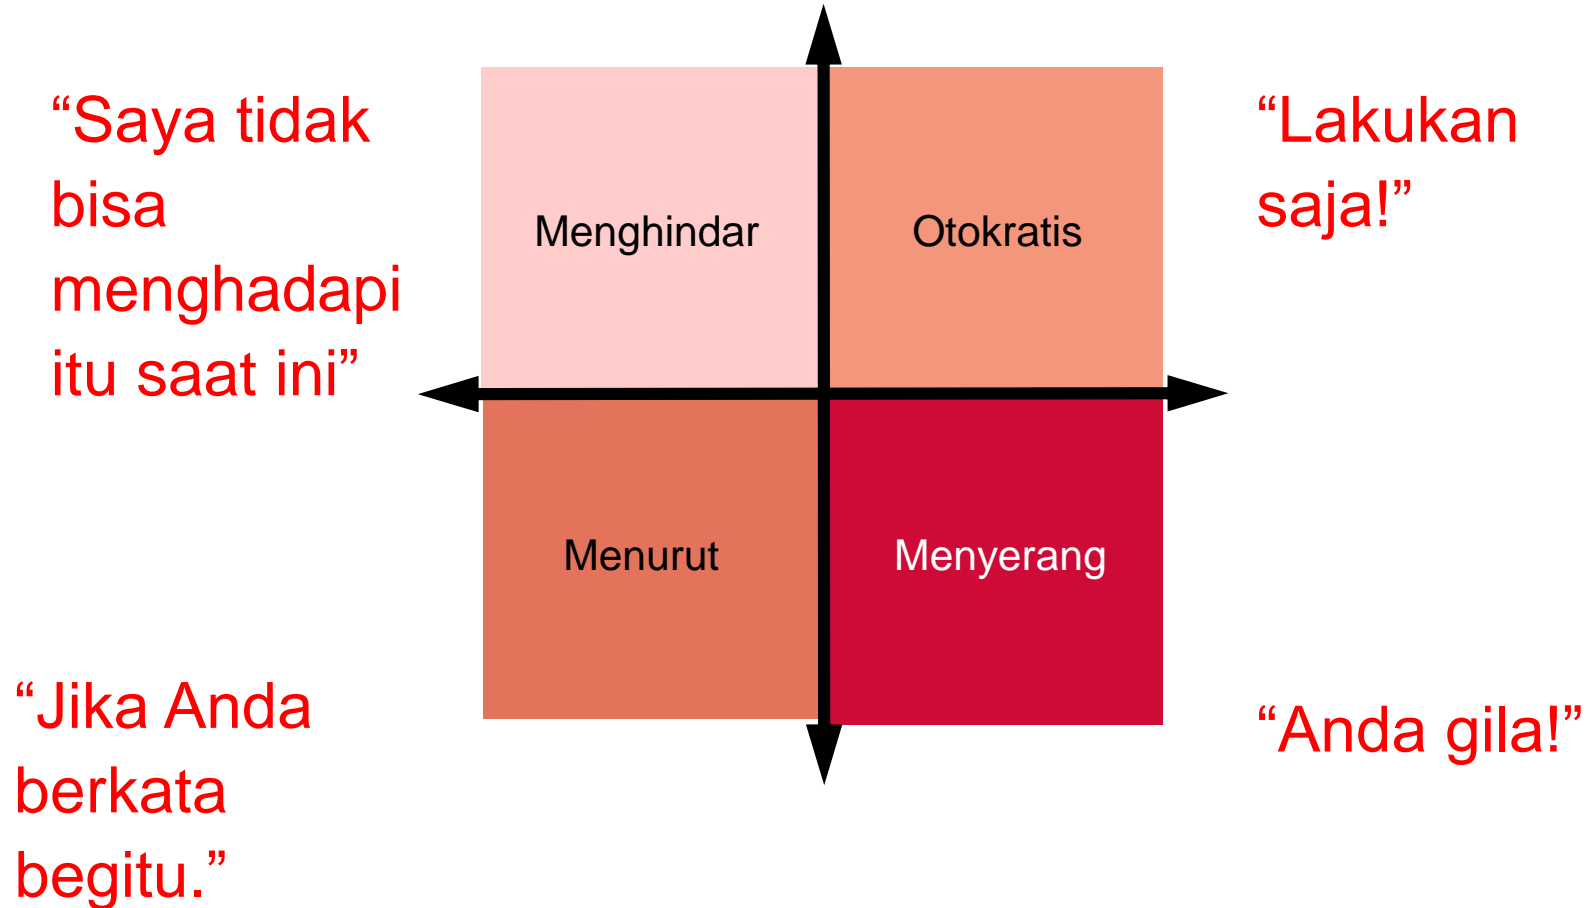 “Saya tidak
bisa
menghadapi
itu saat ini”
Menghindar
Otokratis
“Lakukan
saja!”
Menurut
Menyerang
“Jika Anda
berkata
begitu.”
“Anda gila!”